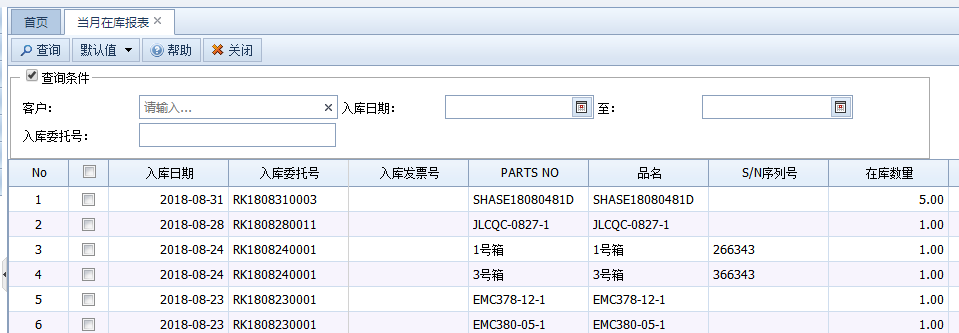 首页 当月在库报表
查询 默认值 帮助 关闭
查询条件
客户： 请输入... 入库日期： 至：
入库委托号：
No 入库日期 入库委托号 入库发票号 PARTS NO 品名 S/N序列号 在库数量
1 2018-08-31 RK1808310003 SHASE18080481D SHASE18080481D 5.00
2 2018-08-28 RK1808280011 JLCQC-0827-1 JLCQC-0827-1 1.00
3 2018-08-24 RK1808240001 1号箱 1号箱 266343 1.00
4 2018-08-24 RK1808240001 3号箱 3号箱 366343 1.00
5 2018-08-23 RK1808230001 EMC378-12-1 EMC378-12-1 1.00
6 2018-08-23 RK1808230001 EMC380-05-1 EMC380-05-1 1.00